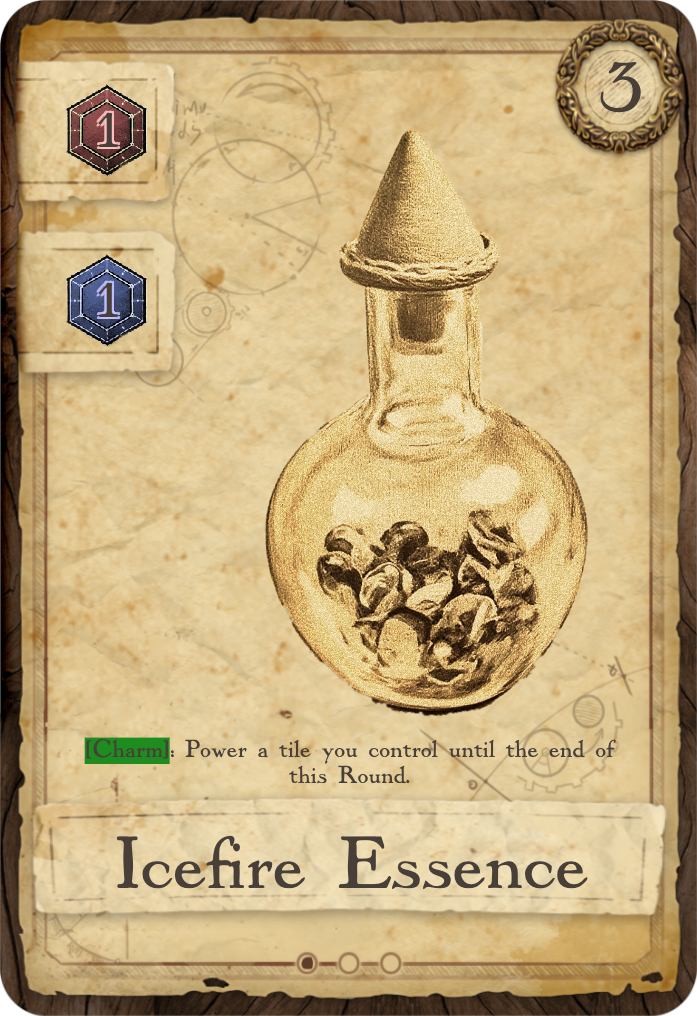 1
3
1
[Charm]: Power a tile you control until the end of
this Round.
Icefire Essence